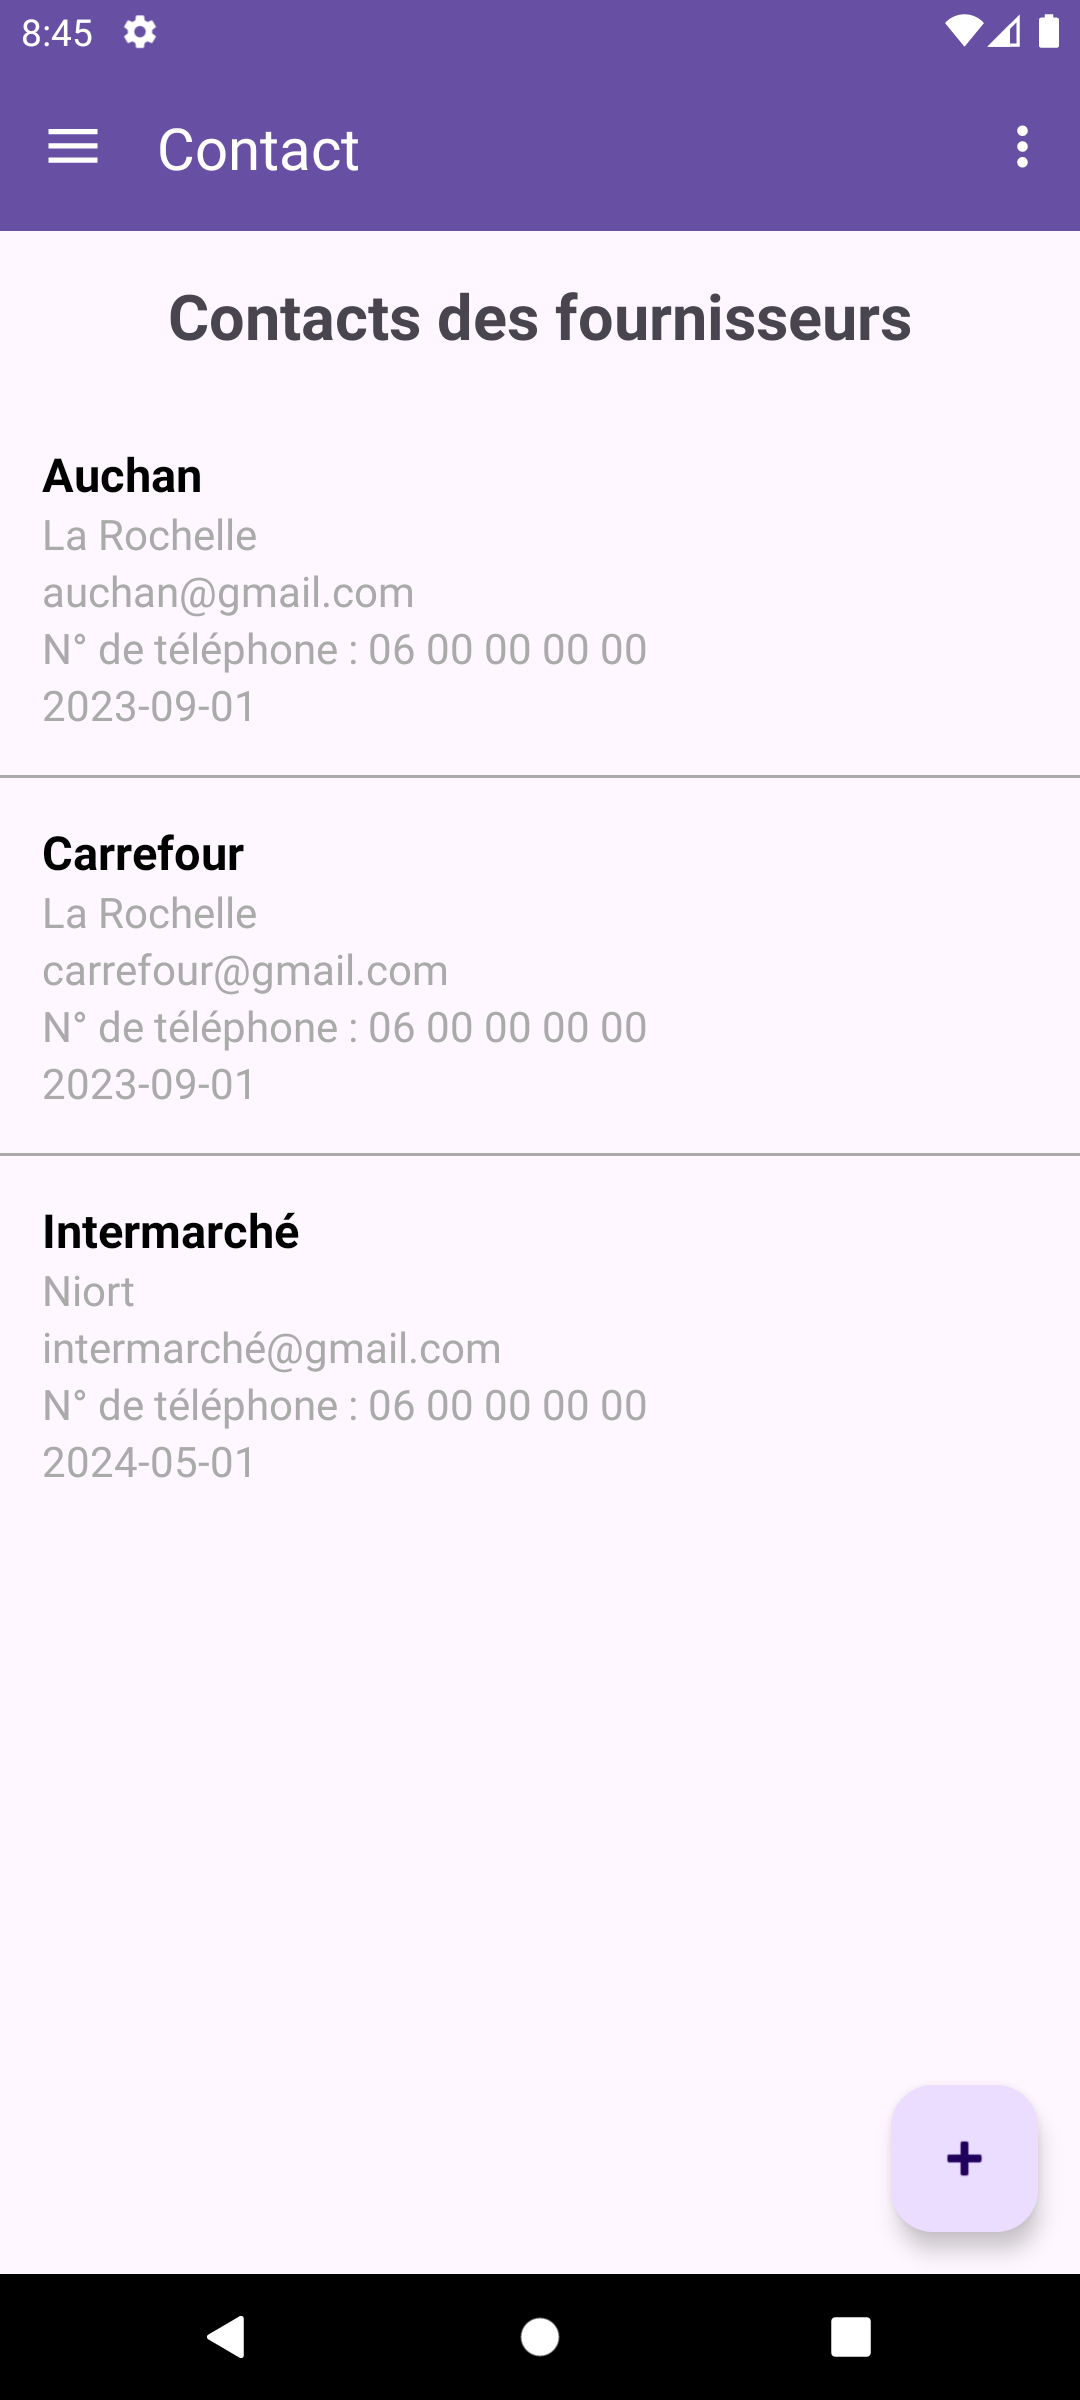 8:45
Contact
Contacts des fournisseurs
Auchan
La Rochelle
auchan@gmail.com
N° de téléphone : 06 00 00 00 00
2023-09-01
Carrefour
La Rochelle
carrefour@gmail.com
N° de téléphone : 06 00 00 00 00
2023-09-01
Intermarché
Niort
intermarché@gmail.com
N° de téléphone : 06 00 00 00 00
2024-05-01